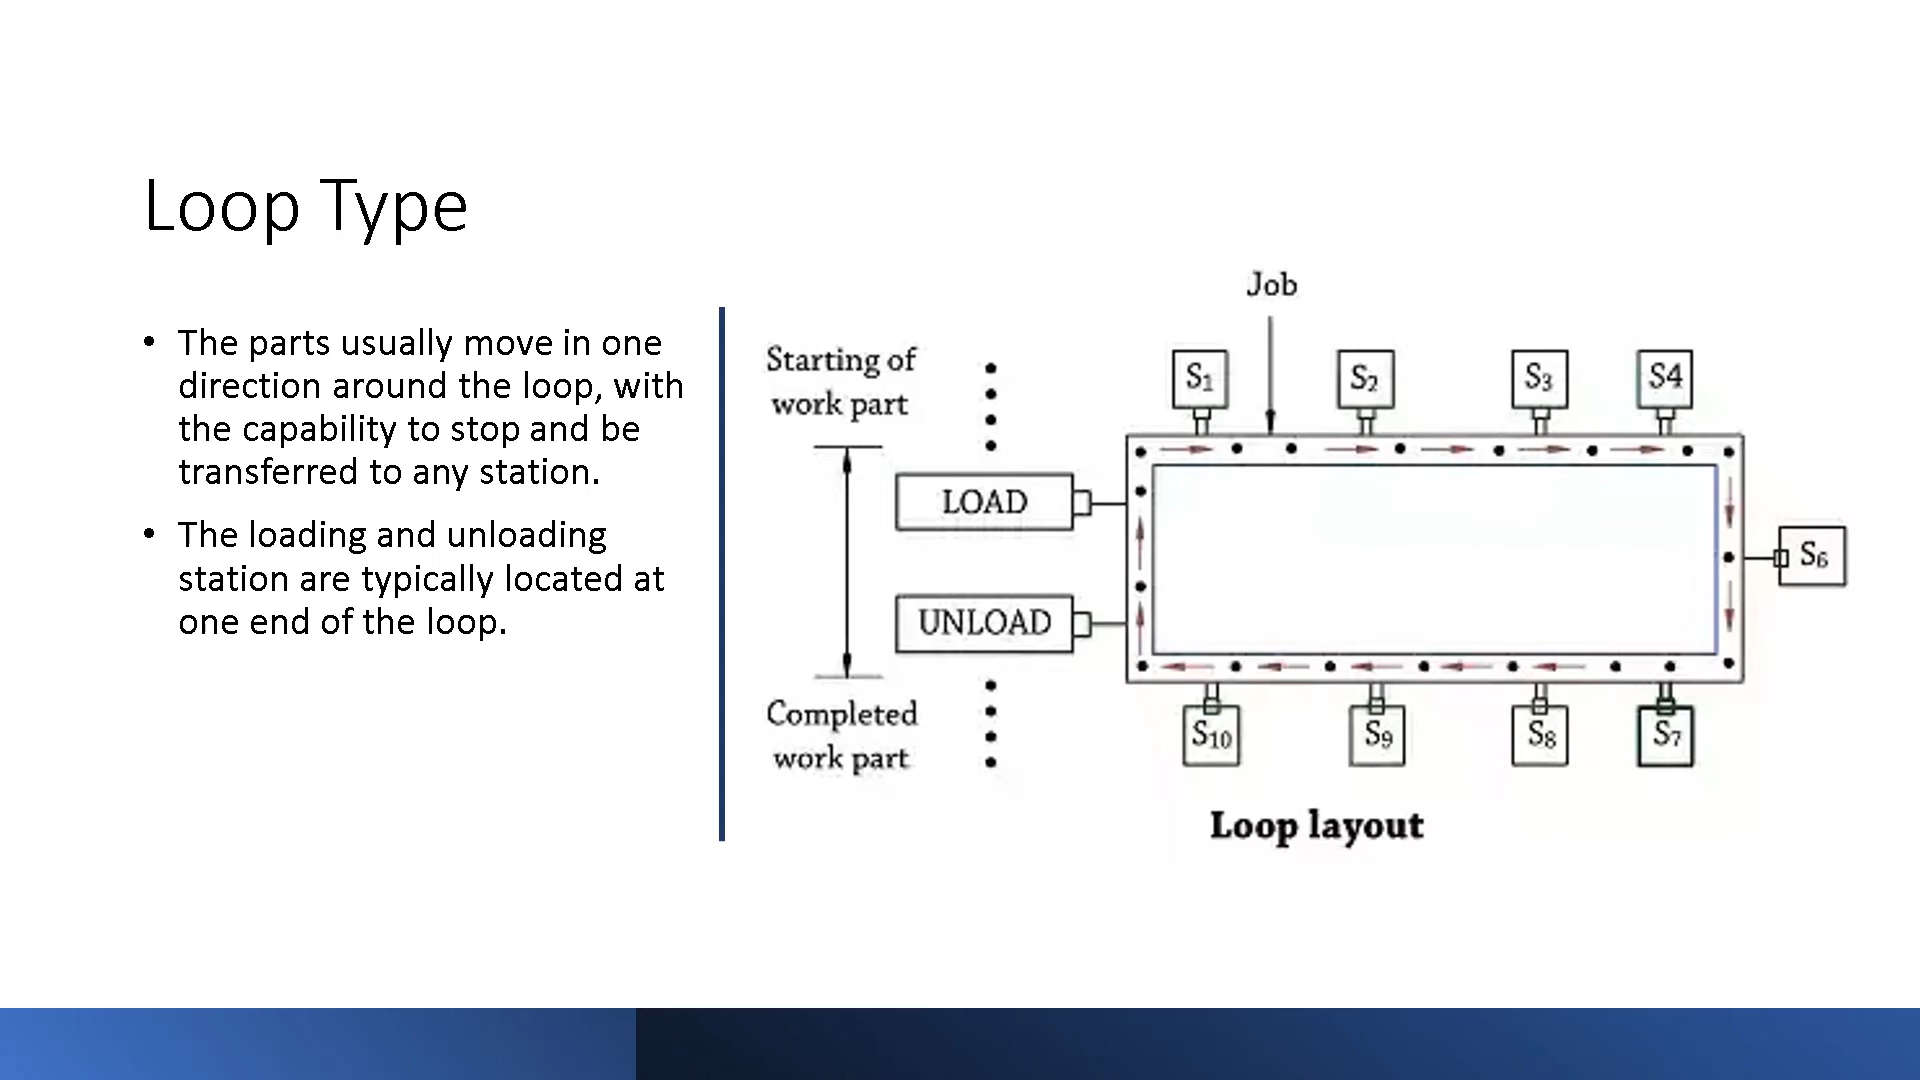 Loop Type
• The parts usually move in one
direction around the loop, with
the capability to stop and be
transferred to any station.
• The loading and unloading
station are typically located at
one end of the loop.
Job
Starting of
work part
S1
S2
S3
S4
LOAD
S6
UNLOAD
Completed
work part
S10
S9
S8
S7
Loop layout